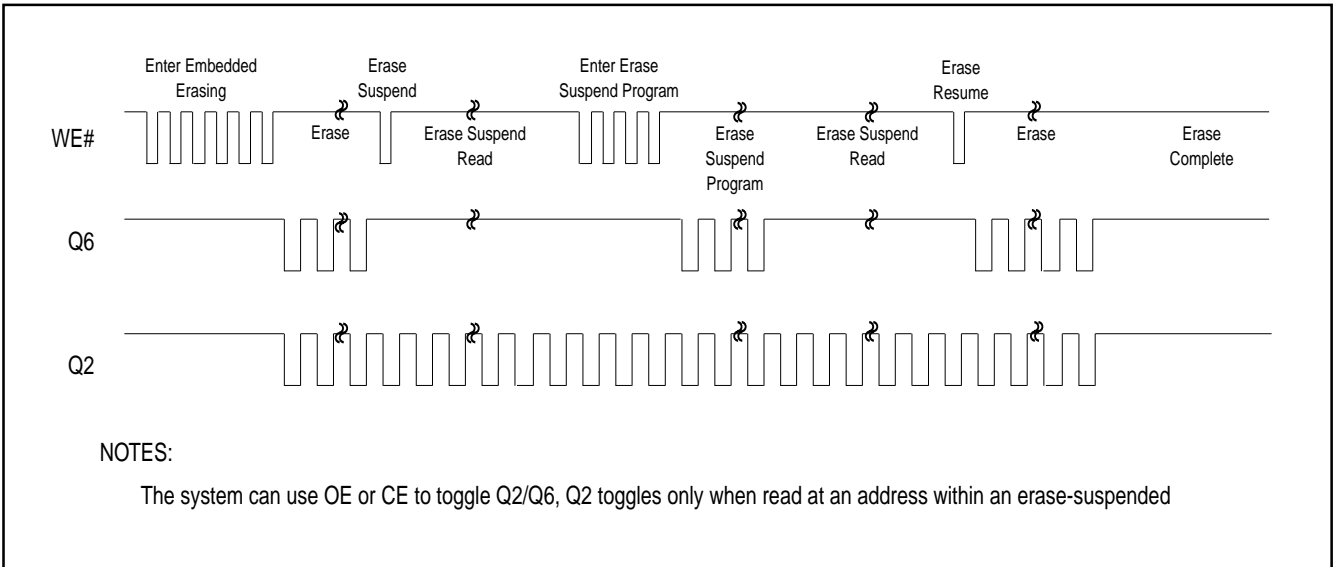 Enter Embedded
Erasing
Erase
Suspend
Enter Erase
Suspend Program
Erase
Resume
WE#
Erase
Erase Suspend
Read
Erase
Suspend
Program
Erase Suspend
Read
Erase
Erase
Complete
Q6
Q2
NOTES:
The system can use OE or CE to toggle Q2/Q6, Q2 toggles only when read at an address within an erase-suspended